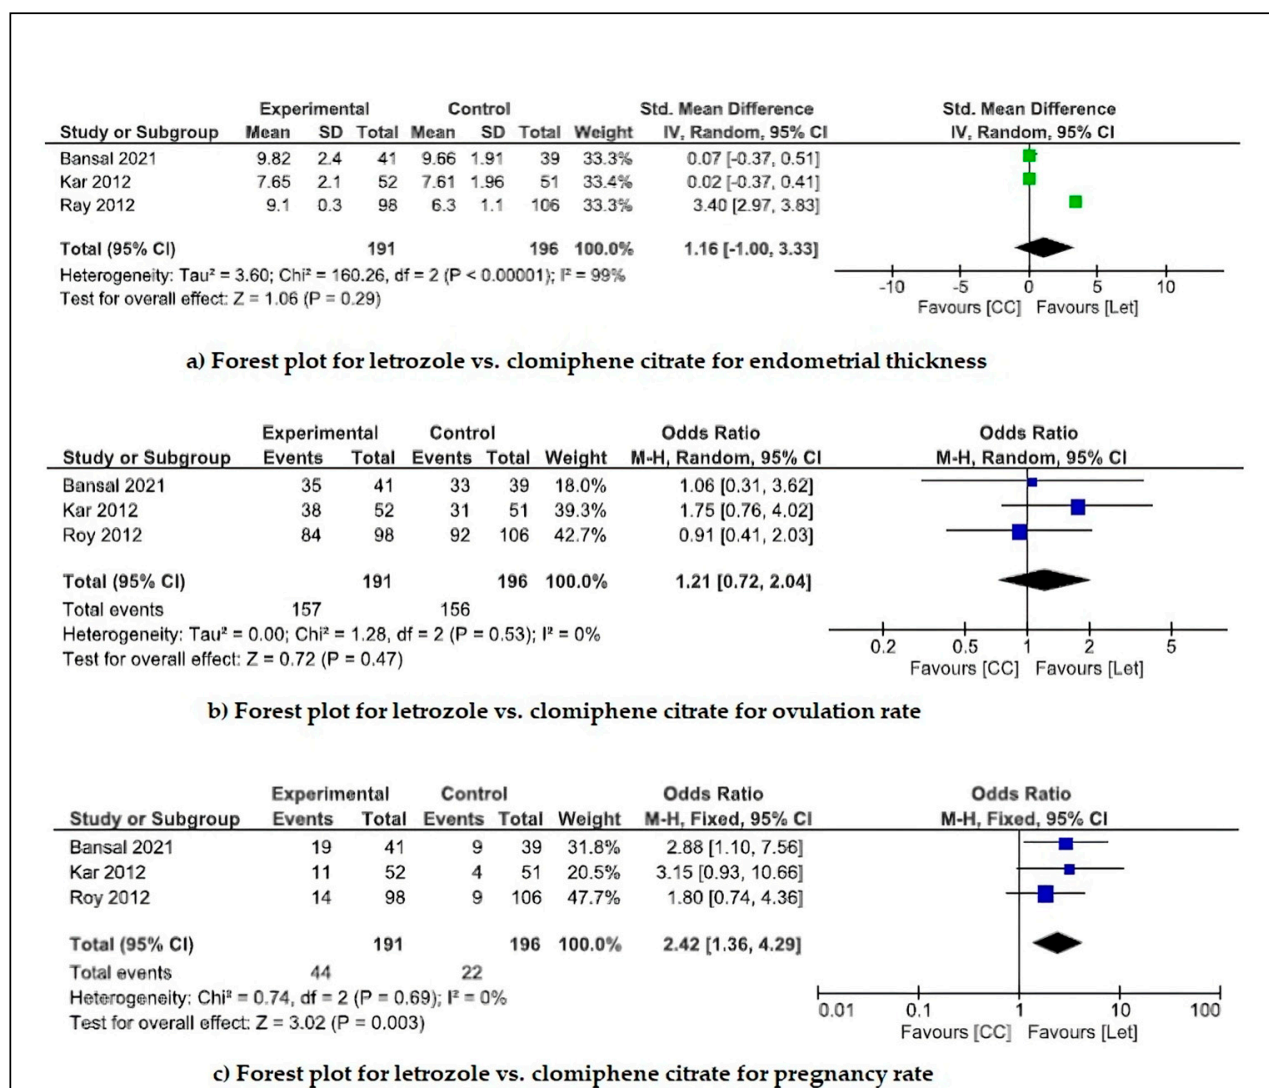 Experimental Control Std. Mean Difference Std. Mean Difference
Study or Subgroup Mean SD Total Mean SD Total Weight IV, Random, 95% CI IV, Random, 95% CI
Bansal 2021 9.82 2.4 41 9.66 1.91 39 33.3% 0.07 [-0.37, 0.51]
Kar 2012 7.65 2.1 52 7.61 1.96 51 33.4% 0.02 [-0.37, 0.41]
Ray 2012 9.1 0.3 98 6.3 1.1 106 33.3% 3.40 [2.97, 3.83]
Total (95% CI) 191 196 100.0% 1.16 [-1.00, 3.33]
Heterogeneity: Tau² = 3.60; Chi² = 160.26, df = 2 (P < 0.00001); I² = 99%
Test for overall effect: Z = 1.06 (P = 0.29)
-10 -5 0 5 10
Favours [CC] Favours [Let]
a) Forest plot for letrozole vs. clomiphene citrate for endometrial thickness
Experimental Control Odds Ratio Odds Ratio
Study or Subgroup Events Total Events Total Weight M-H, Random, 95% CI M-H, Random, 95% CI
Bansal 2021 35 41 33 39 18.0% 1.06 [0.31, 3.62]
Kar 2012 38 52 31 51 39.3% 1.75 [0.76, 4.02]
Roy 2012 84 98 92 106 42.7% 0.91 [0.41, 2.03]
Total (95% CI) 191 196 100.0% 1.21 [0.72, 2.04]
Total events 157 156
Heterogeneity: Tau² = 0.00; Chi² = 1.28, df = 2 (P = 0.53); I² = 0%
Test for overall effect: Z = 0.72 (P = 0.47)
0.2 0.5 1 2 5
Favours [CC] Favours [Let]
b) Forest plot for letrozole vs. clomiphene citrate for ovulation rate
Experimental Control Odds Ratio Odds Ratio
Study or Subgroup Events Total Events Total Weight M-H, Fixed, 95% CI M-H, Fixed, 95% CI
Bansal 2021 19 41 9 39 31.8% 2.88 [1.10, 7.56]
Kar 2012 11 52 4 51 20.5% 3.15 [0.93, 10.66]
Roy 2012 14 98 9 106 47.7% 1.80 [0.74, 4.36]
Total (95% CI) 191 196 100.0% 2.42 [1.36, 4.29]
Total events 44 22
Heterogeneity: Chi² = 0.74, df = 2 (P = 0.69); I² = 0%
Test for overall effect: Z = 3.02 (P = 0.003)
0.01 0.1 1 10 100
Favours [CC] Favours [Let]
c) Forest plot for letrozole vs. clomiphene citrate for pregnancy rate